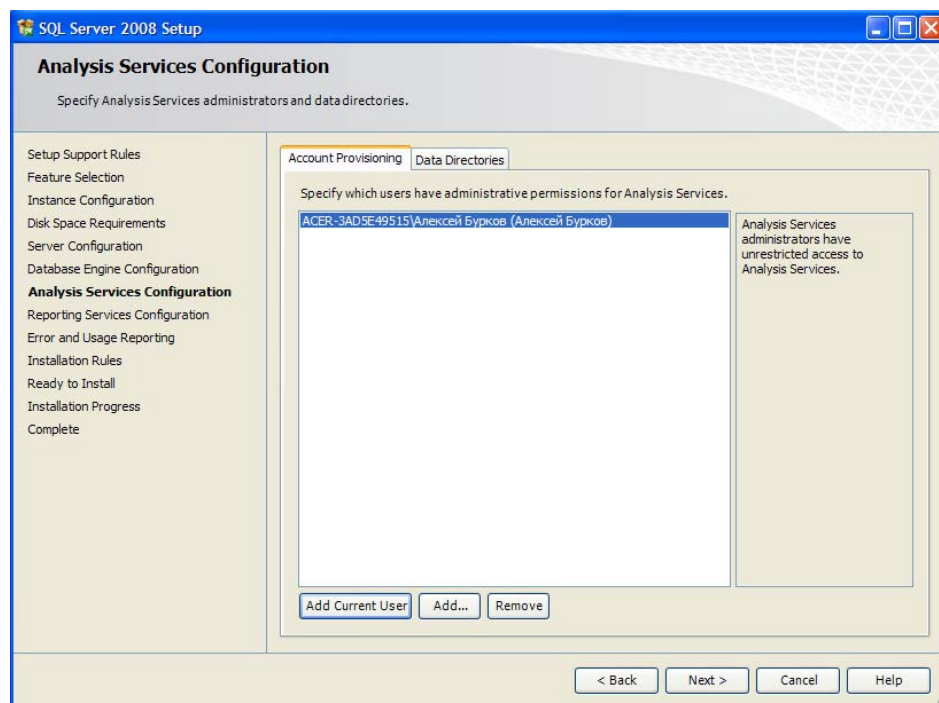 SQL Server 2008 Setup
Analysis Services Configuration
Specify Analysis Services administrators and data directories.
Setup Support Rules
Feature Selection
Instance Configuration
Disk Space Requirements
Server Configuration
Database Engine Configuration
Analysis Services Configuration
Reporting Services Configuration
Error and Usage Reporting
Installation Rules
Ready to Install
Installation Progress
Complete
Account Provisioning
Data Directories
Specify which users have administrative permissions for Analysis Services.
ACER-3AD5E49515\Алексей Бурков (Алексей Бурков)
Analysis Services
administrators have
unrestricted access to
Analysis Services.
Add Current User
Add...
Remove
< Back
Next >
Cancel
Help